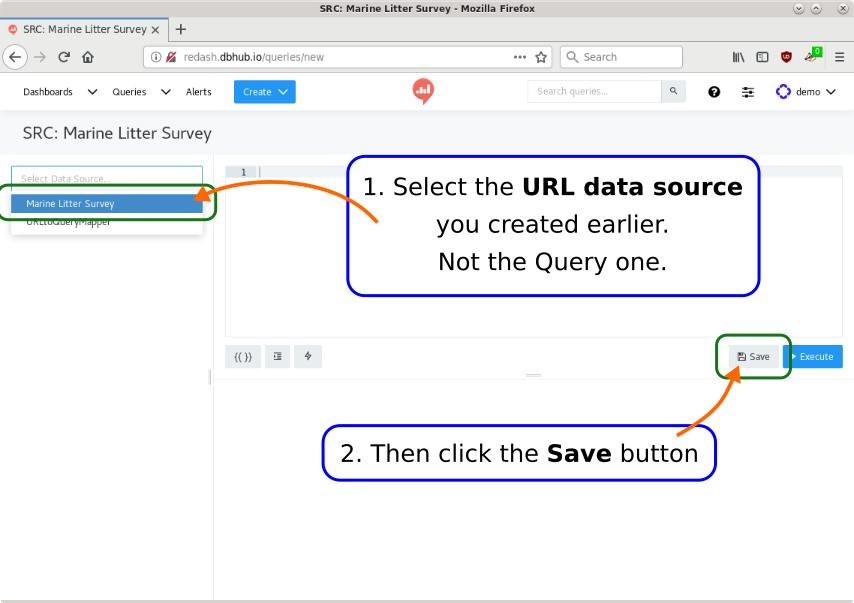 SRC: Marine Litter Survey - Mozilla Firefox
SRC: Marine Litter Survey
redash.dbhub.io/queries/new
Search
0
Dashboards Queries Alerts Create Search queries... demo
SRC: Marine Litter Survey
Select Data Source...
Marine Litter Survey
URLtoQueryMapper
1
1. Select the URL data source
you created earlier.
Not the Query one.
{{ }} Save Execute
2. Then click the Save button